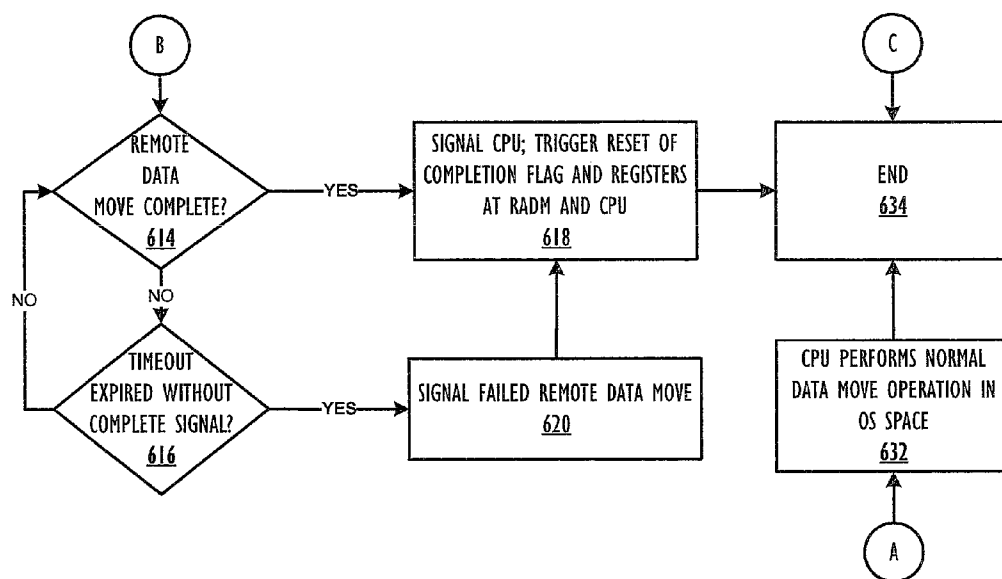 B
C
REMOTE
DATA
MOVE COMPLETE?
614
YES
SIGNAL CPU; TRIGGER RESET OF
COMPLETION FLAG AND REGISTERS
AT RADM AND CPU
618
END
634
NO
NO
TIMEOUT
EXPIRED WITHOUT
COMPLETE SIGNAL?
616
YES
SIGNAL FAILED REMOTE DATA MOVE
620
CPU PERFORMS NORMAL
DATA MOVE OPERATION IN
OS SPACE
632
A